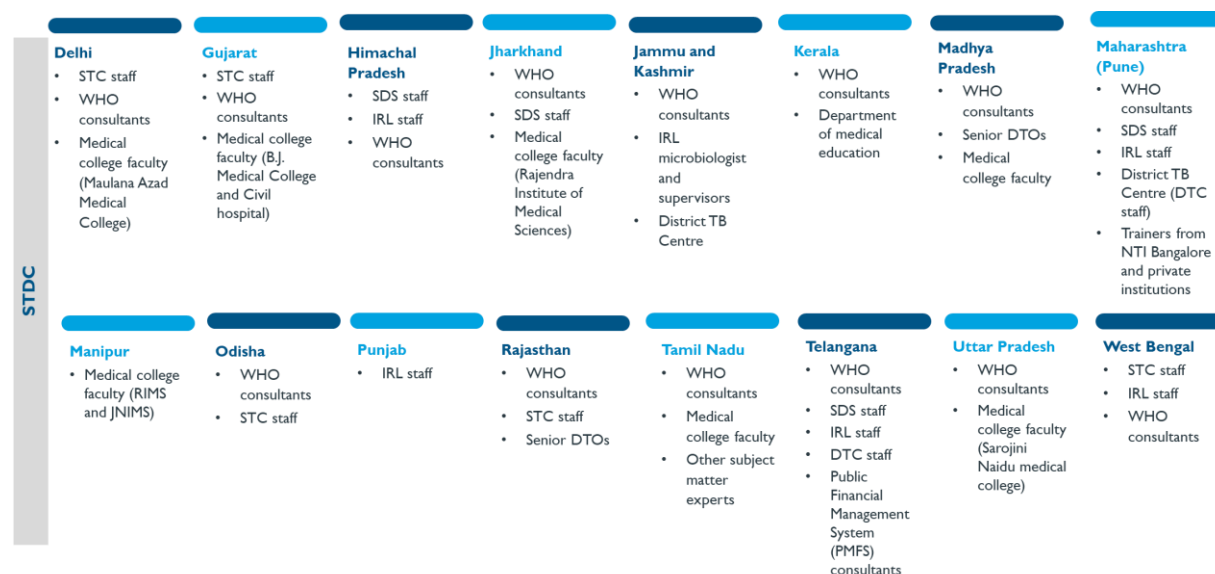 STDC
Delhi
• STC staff
• WHO
consultants
• Medical
college faculty
(Maulana Azad
Medical
College)
Gujarat
• STC staff
• WHO
consultants
• Medical college
faculty (B.J.
Medical College
and Civil
hospital)
Himachal
Pradesh
• SDS staff
• IRL staff
• WHO
consultants
Jharkhand
• WHO
consultants
• SDS staff
• Medical
college faculty
(Rajendra
Institute of
Medical
Sciences)
Jammu and
Kashmir
• WHO
consultants
• IRL
microbiologist
and
supervisors
• District TB
Centre
Kerala
• WHO
consultants
• Department
of medical
education
Madhya
Pradesh
• WHO
consultants
• Senior DTOs
• Medical
college faculty
Maharashtra
(Pune)
• WHO
consultants
• SDS staff
• IRL staff
• District TB
Centre (DTC
staff)
• Trainers from
NTI Bangalore
and private
institutions
Manipur
• Medical college
faculty (RIMS
and JNIMS)
Odisha
• WHO
consultants
• STC staff
Punjab
• IRL staff
Rajasthan
• WHO
consultants
• STC staff
• Senior DTOs
Tamil Nadu
• WHO
consultants
• Medical
college faculty
• Other subject
matter
experts
Telangana
• WHO
consultants
• SDS staff
• IRL staff
• DTC staff
• Public
Financial
Management
System
(PMFS)
consultants
Uttar Pradesh
• WHO
consultants
• Medical
college faculty
(Sarojini
Naidu medical
college)
West Bengal
• STC staff
• IRL staff
• WHO
consultants